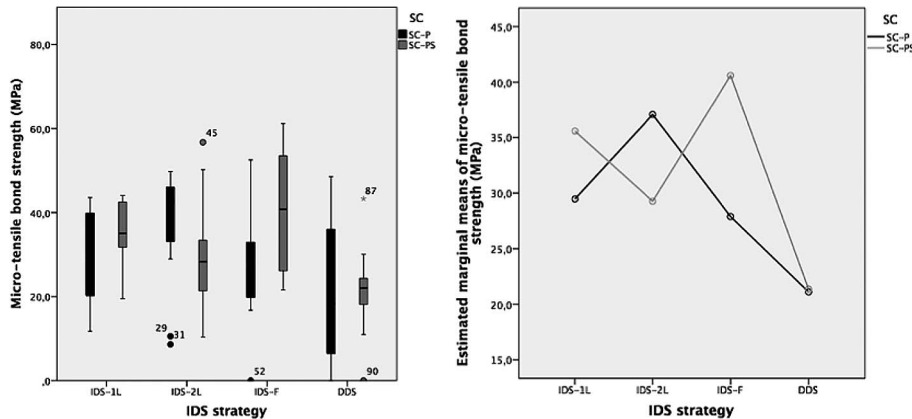 SC
SC-P
SC-PS
Micro-tensile bond strength (MPa)
80,0
60,0
40,0
20,0
,0
45
87
29
31
52
90
IDS-1L IDS-2L IDS-F DDS
IDS strategy
SC
SC-P
SC-PS
Estimated marginal means of micro-tensile bond
strength (MPa)
45,0
40,0
35,0
30,0
25,0
20,0
15,0
IDS-1L IDS-2L IDS-F DDS
IDS strategy